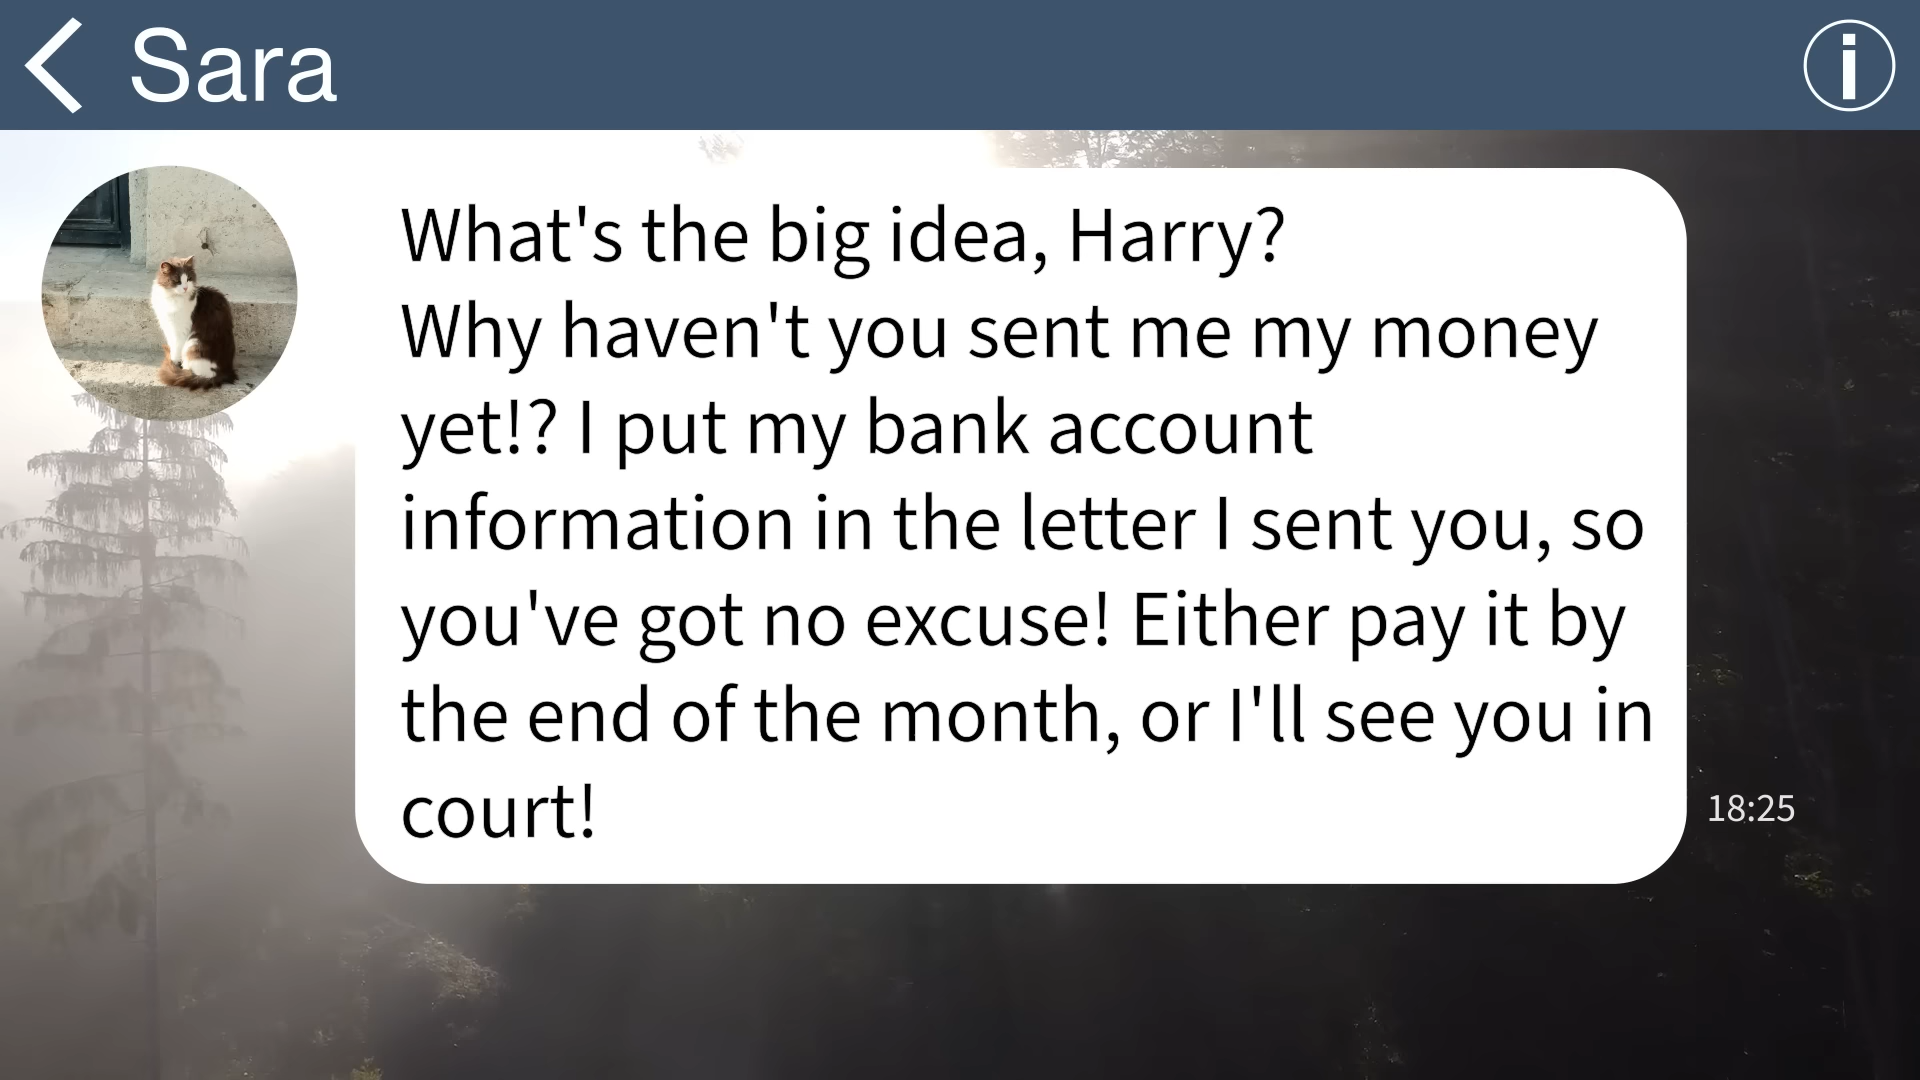 Sara
What's the big idea, Harry?
Why haven't you sent me my money
yet!? I put my bank account
information in the letter I sent you, so
you've got no excuse! Either pay it by
the end of the month, or I'll see you in
court!
18:25